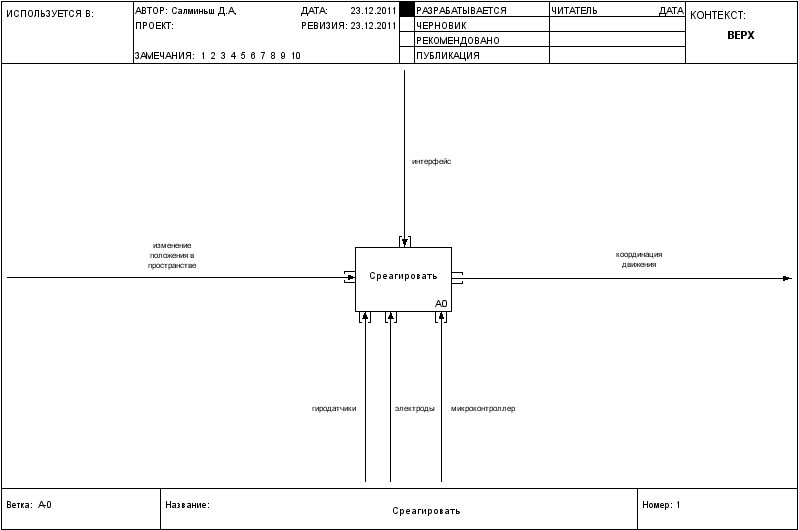 ИСПОЛЬЗУЕТСЯ В:
АВТОР: Салминьш Д.А.
ДАТА: 23.12.2011
ПРОЕКТ:
РЕВИЗИЯ: 23.12.2011
ЗАМЕЧАНИЯ: 1 2 3 4 5 6 7 8 9 10
РАЗРАБАТЫВАЕТСЯ
ЧЕРНОВИК
РЕКОМЕНДОВАНО
ПУБЛИКАЦИЯ
ЧИТАТЕЛЬ
ДАТА
КОНТЕКСТ:
ВЕРХ
интерфейс
изменение
положения в
пространстве
Среагировать
A0
координация
движения
гиродатчики
электроды
микроконтроллер
Ветка: A-0
Название:
Среагировать
Номер: 1